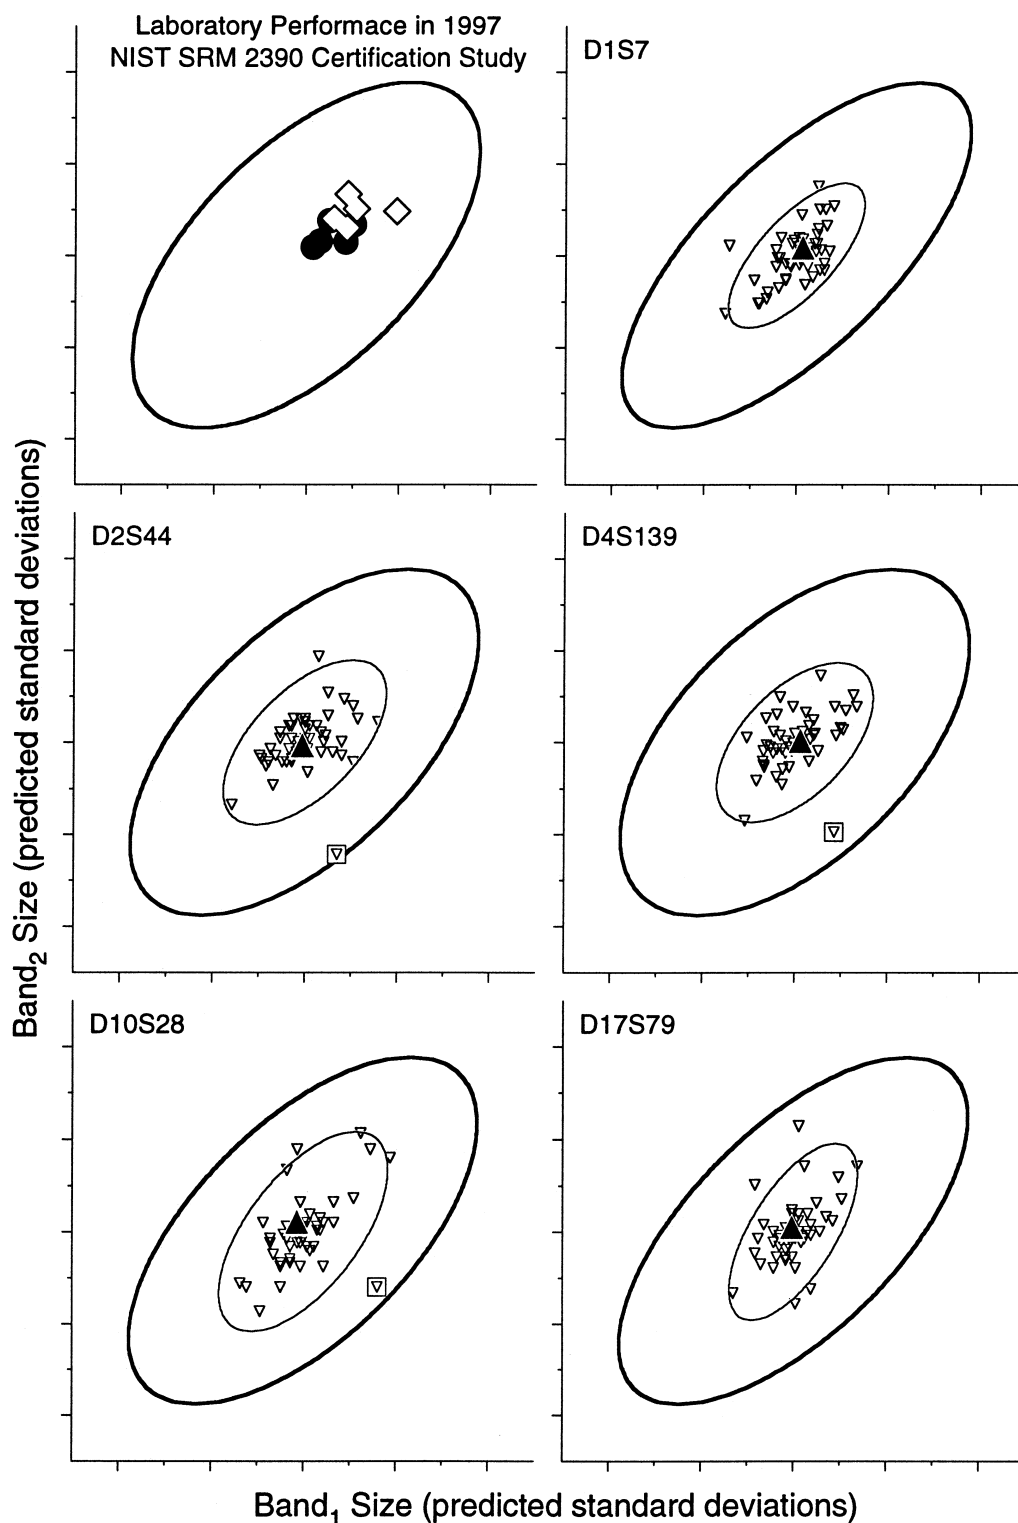 Laboratory Performace in 1997
NIST SRM 2390 Certification Study
D1S7
D2S44
D4S139
D10S28
D17S79
Band₂ Size (predicted standard deviations)
Band₁ Size (predicted standard deviations)